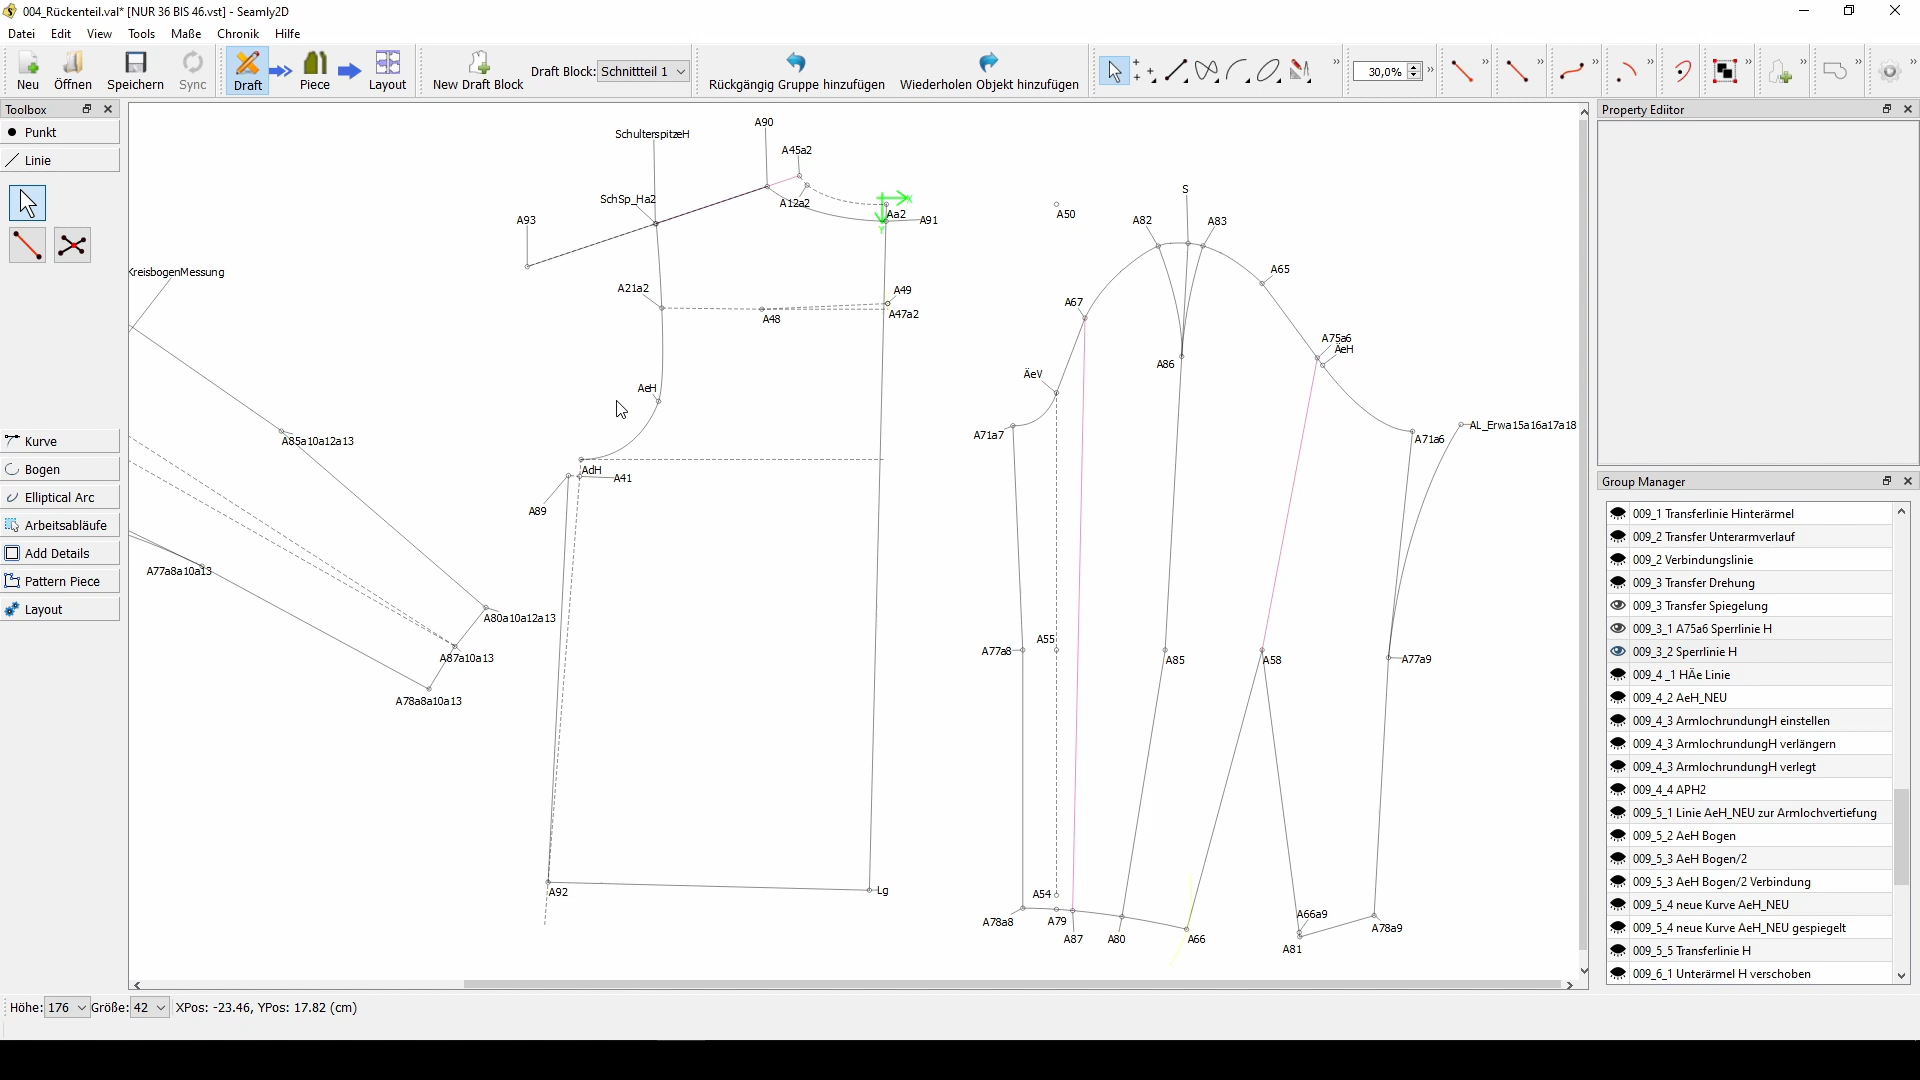 004_Rückenteil.val* [NUR 36 BIS 46.vst] - Seamly2D
Datei Edit View Tools Maße Chronik Hilfe
Neu Öffnen Speichern Sync Draft Piece Layout New Draft Block Draft Block: Schnittteil 1 Rückgängig Gruppe hinzufügen Wiederholen Objekt hinzufügen 30,0%
Toolbox
Punkt
Linie
Kurve
Bogen
Elliptical Arc
Arbeitsabläufe
Add Details
Pattern Piece
Layout
KreisbogenMessung
A85a10a12a13
A77a8a10a13
A80a10a12a13
A87a10a13
A78a8a10a13
SchulterspitzeH
A90
A45a2
SchSp_Ha2
A12a2
x
Aa2
A91
Y
A93
A21a2
A49
A47a2
A48
AeH
AdH
A41
A89
A92
Lg
S
A50
A82
A83
A65
A67
A75a6
ÄeH
A86
ÄeV
A71a7
AL_Erwa15a16a17a18
A71a6
A77a8
A55
A85
A58
A77a9
A54
A78a8
A79
A87
A80
A66
A66a9
A81
A78a9
Property Ediitor
Group Manager
009_1 Transferlinie Hinterärmel
009_2 Transfer Unterarmverlauf
009_2 Verbindungslinie
009_3 Transfer Drehung
009_3 Transfer Spiegelung
009_3_1 A75a6 Sperrlinie H
009_3_2 Sperrlinie H
009_4 _1 HÄe Linie
009_4_2 AeH_NEU
009_4_3 ArmlochrundungH einstellen
009_4_3 ArmlochrundungH verlängern
009_4_3 ArmlochrundungH verlegt
009_4_4 APH2
009_5_1 Linie AeH_NEU zur Armlochvertiefung
009_5_2 AeH Bogen
009_5_3 AeH Bogen/2
009_5_3 AeH Bogen/2 Verbindung
009_5_4 neue Kurve AeH_NEU
009_5_4 neue Kurve AeH_NEU gespiegelt
009_5_5 Transferlinie H
009_6_1 Unterärmel H verschoben
Höhe: 176 Größe: 42 XPos: -23.46, YPos: 17.82 (cm)